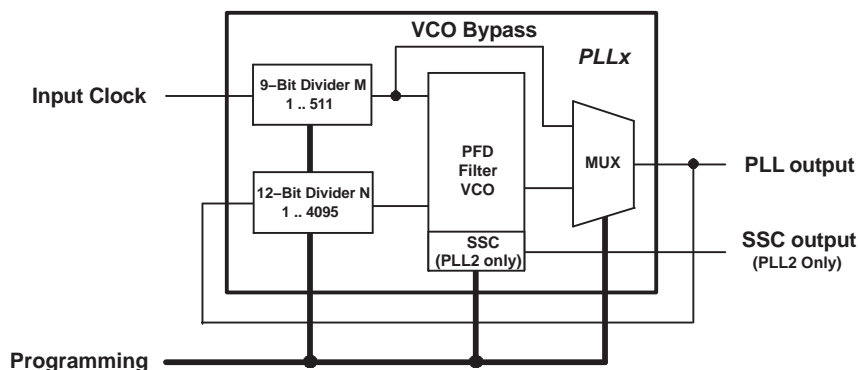 VCO Bypass
PLLx
9–Bit Divider M
1 .. 511
Input Clock
PFD
Filter
VCO
MUX
PLL output
12–Bit Divider N
1 .. 4095
SSC
(PLL2 only)
SSC output
(PLL2 Only)
Programming